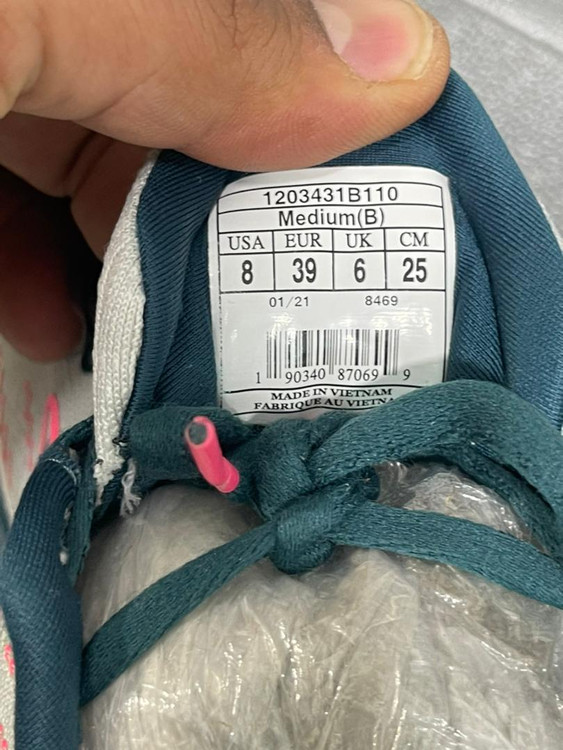 1203431B110
Medium(B)
USA EUR UK CM
8 39 6 25
01/21 8469
1 90340 87069 9
MADE IN VIETNAM
FABRIQUE AU VIETNA